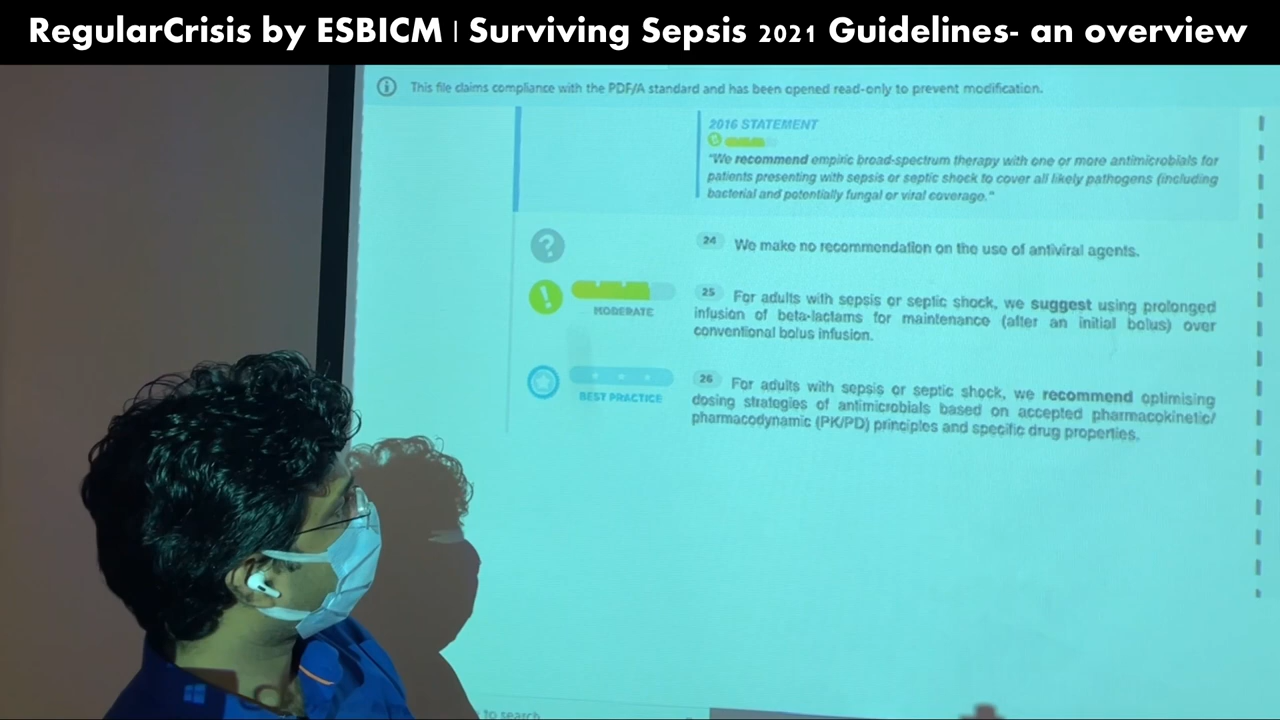 RegularCrisis by ESBICM | Surviving Sepsis 2021 Guidelines- an overview
This file claims compliance with the PDF/A standard and has been opened read-only to prevent modification.
2016 STATEMENT
"We recommend empiric broad-spectrum therapy with one or more antimicrobials for
patients presenting with sepsis or septic shock to cover all likely pathogens (including
bacterial and potentially fungal or viral coverage."
?
24 We make no recommendation on the use of antiviral agents.
!
MODERATE
25 For adults with sepsis or septic shock, we suggest using prolonged
infusion of beta-lactams for maintenance (after an initial bolus) over
conventional bolus infusion.
BEST PRACTICE
26 For adults with sepsis or septic shock, we recommend optimising
dosing strategies of antimicrobials based on accepted pharmacokinetic/
pharmacodynamic (PK/PD) principles and specific drug properties.
to search